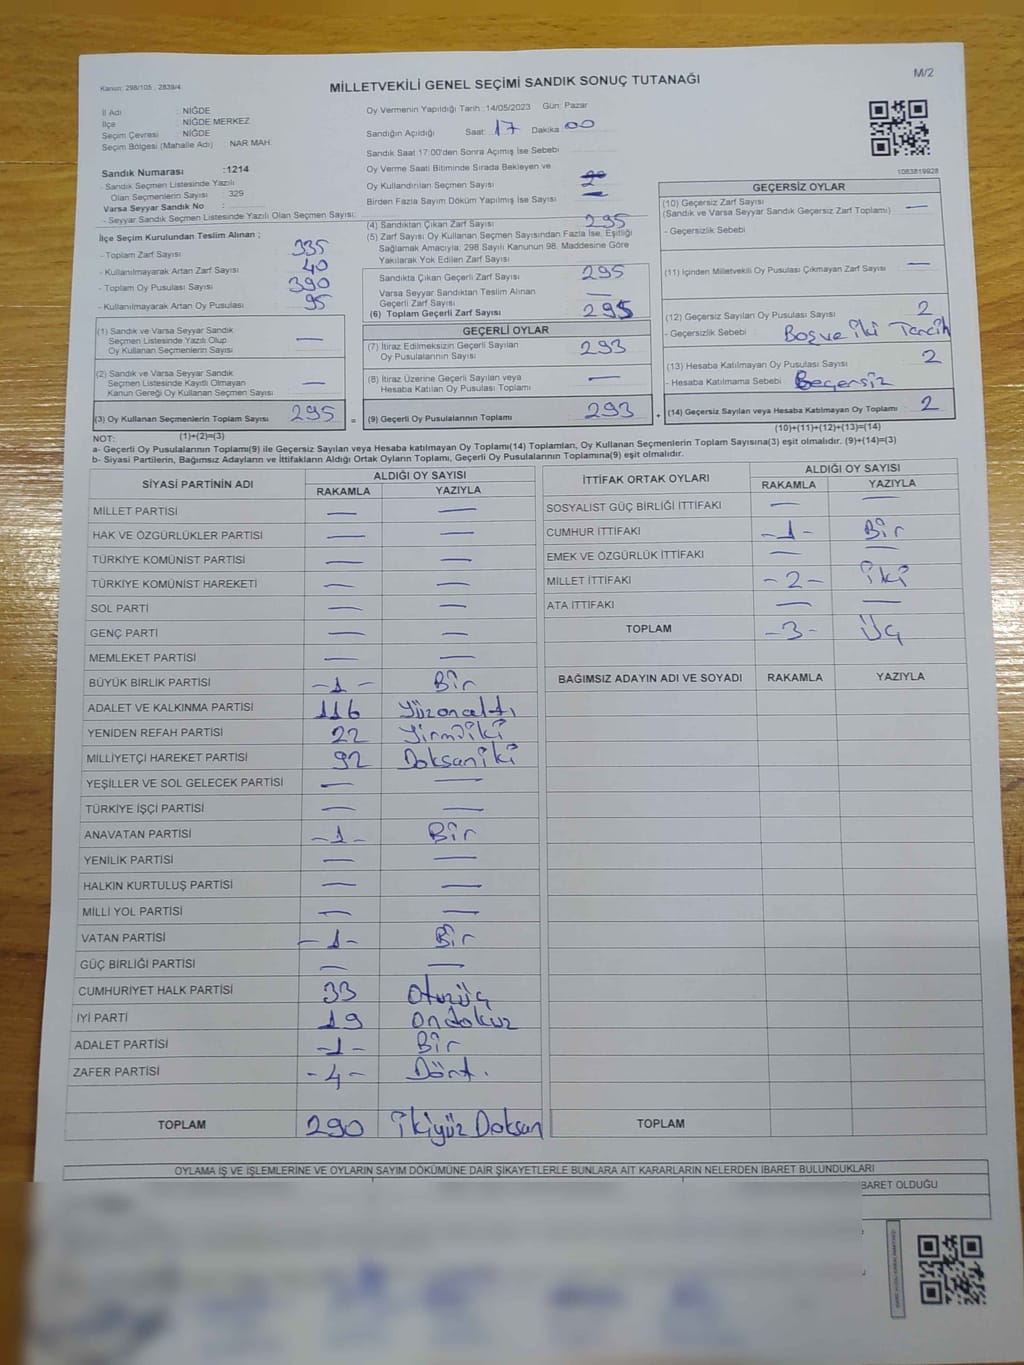 Kanun: 298/105 , 2839/4
MİLLETVEKİLİ GENEL SEÇİMİ SANDIK SONUÇ TUTANAĞI
M/2
İl Adı : NİĞDE
İlçe : NİĞDE MERKEZ
Seçim Çevresi : NİĞDE
Seçim Bölgesi (Mahalle Adı) : NAR MAH.
Oy Vermenin Yapıldığı Tarih :14/05/2023 Gün: Pazar
Sandığın Açıldığı Saat: 17 Dakika 00
Sandık Saat 17:00'den Sonra Açımış İse Sebebi
Oy Verme Saati Bitiminde Sırada Bekleyen ve
Oy Kullandırılan Seçmen Sayısı
Birden Fazla Sayım Döküm Yapılmış İse Sayısı
1083819928
Sandık Numarası :1214
- Sandık Seçmen Listesinde Yazılı
Olan Seçmenlerin Sayısı : 329
Varsa Seyyar Sandık No :
- Seyyar Sandık Seçmen Listesinde Yazılı Olan Seçmen Sayısı:
İlçe Seçim Kurulundan Teslim Alınan ;
- Toplam Zarf Sayısı 335
- Kullanılmayarak Artan Zarf Sayısı 40
- Toplam Oy Pusulası Sayısı 390
- Kullanılmayarak Artan Oy Pusulası 95
(1) Sandık ve Varsa Seyyar Sandık
Seçmen Listesinde Yazılı Olup
Oy Kullanan Seçmenlerin Sayısı —
(2) Sandık ve Varsa Seyyar Sandık
Seçmen Listesinde Kayıtlı Olmayan
Kanun Gereği Oy Kullanan Seçmen Sayısı —
(3) Oy Kullanan Seçmenlerin Toplam Sayısı 295 =
(1)+(2)=(3)
(4) Sandıktan Çıkan Zarf Sayısı 295
(5) Zarf Sayısı Oy Kullanan Seçmen Sayısından Fazla İse, Eşitliği
Sağlamak Amacıyla; 298 Sayılı Kanunun 98. Maddesine Göre
Yakılarak Yok Edilen Zarf Sayısı
Sandıkta Çıkan Geçerli Zarf Sayısı 295
Varsa Seyyar Sandıktan Teslim Alınan
Geçerli Zarf Sayısı —
(6) Toplam Geçerli Zarf Sayısı 295
GEÇERLİ OYLAR
(7) İtiraz Edilmeksizin Geçerli Sayılan
Oy Pusulalarının Sayısı 293
(8) İtiraz Üzerine Geçerli Sayılan veya
Hesaba Katılan Oy Pusulası Toplamı —
(9) Geçerli Oy Pusulalarının Toplamı 293 +
GEÇERSİZ OYLAR
(10) Geçersiz Zarf Sayısı —
(Sandık ve Varsa Seyyar Sandık Geçersiz Zarf Toplamı)
- Geçersizlik Sebebi
(11) İçinden Milletvekili Oy Pusulası Çıkmayan Zarf Sayısı —
(12) Geçersiz Sayılan Oy Pusulası Sayısı 2
- Geçersizlik Sebebi Boş ve iki Tercih
(13) Hesaba Katılmayan Oy Pusulası Sayısı 2
- Hesaba Katılmama Sebebi Geçersiz
(14) Geçersiz Sayılan veya Hesaba Katılmayan Oy Toplamı 2
(10)+(11)+(12)+(13)=(14)
NOT:
a- Geçerli Oy Pusulalarının Toplamı(9) ile Geçersiz Sayılan veya Hesaba katılmayan Oy Toplamı(14) Toplamları, Oy Kullanan Seçmenlerin Toplam Sayısına(3) eşit olmalıdır. (9)+(14)=(3)
b- Siyasi Partilerin, Bağımsız Adayların ve İttifakların Aldığı Ortak Oyların Toplamı, Geçerli Oy Pusulalarının Toplamına(9) eşit olmalıdır.
SİYASİ PARTİNİN ADI ALDIĞI OY SAYISI
RAKAMLA YAZIYLA
MİLLET PARTİSİ — —
HAK VE ÖZGÜRLÜKLER PARTİSİ — —
TÜRKİYE KOMÜNİST PARTİSİ — —
TÜRKİYE KOMÜNİST HAREKETİ — —
SOL PARTİ — —
GENÇ PARTİ — —
MEMLEKET PARTİSİ — —
BÜYÜK BİRLİK PARTİSİ -1- Bir
ADALET VE KALKINMA PARTİSİ 116 Yüzonaltı
YENİDEN REFAH PARTİSİ 22 Yirmiiki
MİLLİYETÇİ HAREKET PARTİSİ 92 Doksaniki
YEŞİLLER VE SOL GELECEK PARTİSİ — —
TÜRKİYE İŞÇİ PARTİSİ — —
ANAVATAN PARTİSİ -1- Bir
YENİLİK PARTİSİ — —
HALKIN KURTULUŞ PARTİSİ — —
MİLLİ YOL PARTİSİ — —
VATAN PARTİSİ -1- Bir
GÜÇ BİRLİĞİ PARTİSİ — —
CUMHURİYET HALK PARTİSİ 33 Otuzüç
İYİ PARTİ 19 Ondokuz
ADALET PARTİSİ -1- Bir
ZAFER PARTİSİ -4- Dört.
TOPLAM 290 ikiyüz Doksan
İTTİFAK ORTAK OYLARI ALDIĞI OY SAYISI
RAKAMLA YAZIYLA
SOSYALIST GÜÇ BİRLİĞİ İTTİFAKI — —
CUMHUR İTTİFAKI -1- Bir
EMEK VE ÖZGÜRLÜK İTTİFAKI — —
MİLLET İTTİFAKI -2- iki
ATA İTTİFAKI — —
TOPLAM -3- Üç
BAĞIMSIZ ADAYIN ADI VE SOYADI RAKAMLA YAZIYLA
TOPLAM
OYLAMA İŞ VE İŞLEMLERİNE VE OYLARIN SAYIM DÖKÜMÜNE DAİR ŞİKAYETLERLE BUNLARA AİT KARARLARIN NELERDEN İBARET BULUNDUKLARI
BARET OLDUĞU